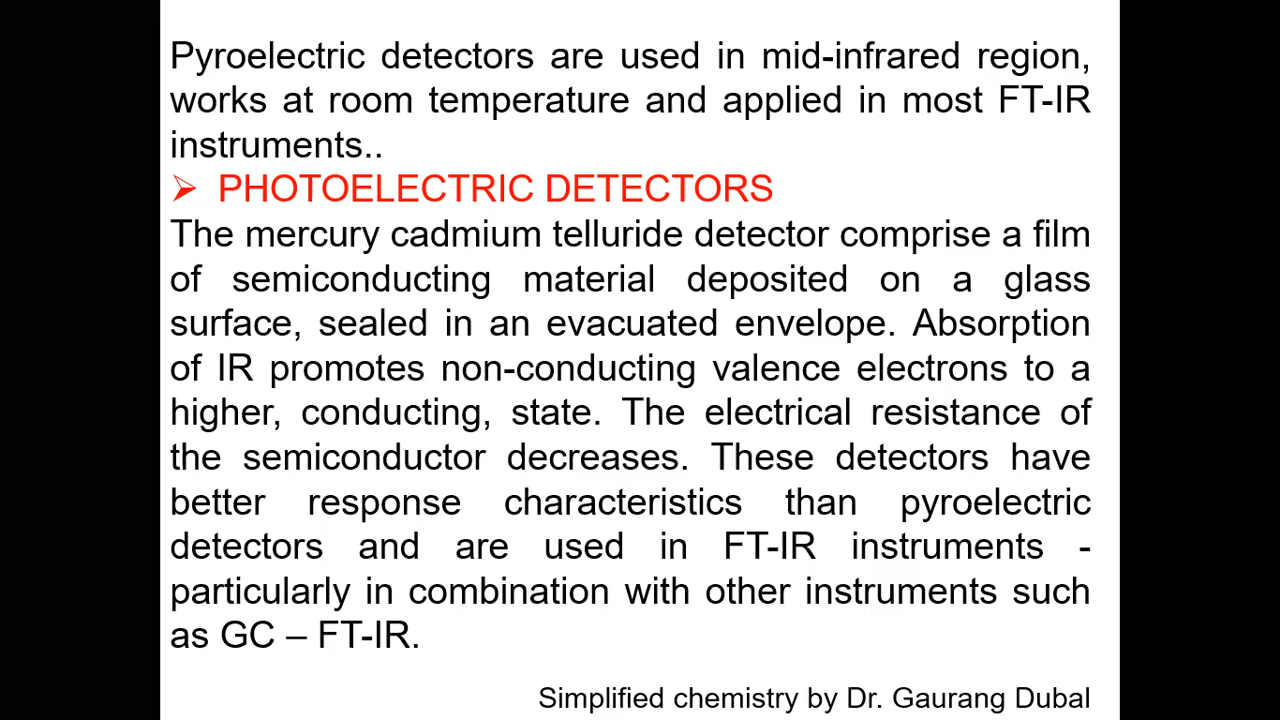 Pyroelectric detectors are used in mid-infrared region,
works at room temperature and applied in most FT-IR
instruments..
➢ PHOTOELECTRIC DETECTORS
The mercury cadmium telluride detector comprise a film
of semiconducting material deposited on a glass
surface, sealed in an evacuated envelope. Absorption
of IR promotes non-conducting valence electrons to a
higher, conducting, state. The electrical resistance of
the semiconductor decreases. These detectors have
better response characteristics than pyroelectric
detectors and are used in FT-IR instruments -
particularly in combination with other instruments such
as GC – FT-IR.
Simplified chemistry by Dr. Gaurang Dubal